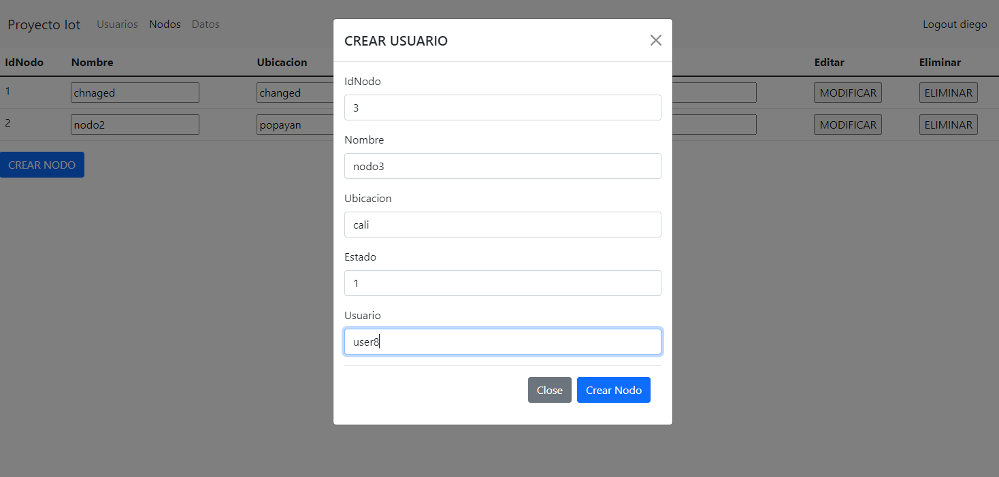 Proyecto Iot Usuarios Nodos Datos Logout diego
CREAR USUARIO
IdNodo Nombre Ubicacion Editar Eliminar
1 chnaged changed MODIFICAR ELIMINAR
2 nodo2 popayan MODIFICAR ELIMINAR
CREAR NODO
IdNodo
3
Nombre
nodo3
Ubicacion
cali
Estado
1
Usuario
user8
Close Crear Nodo